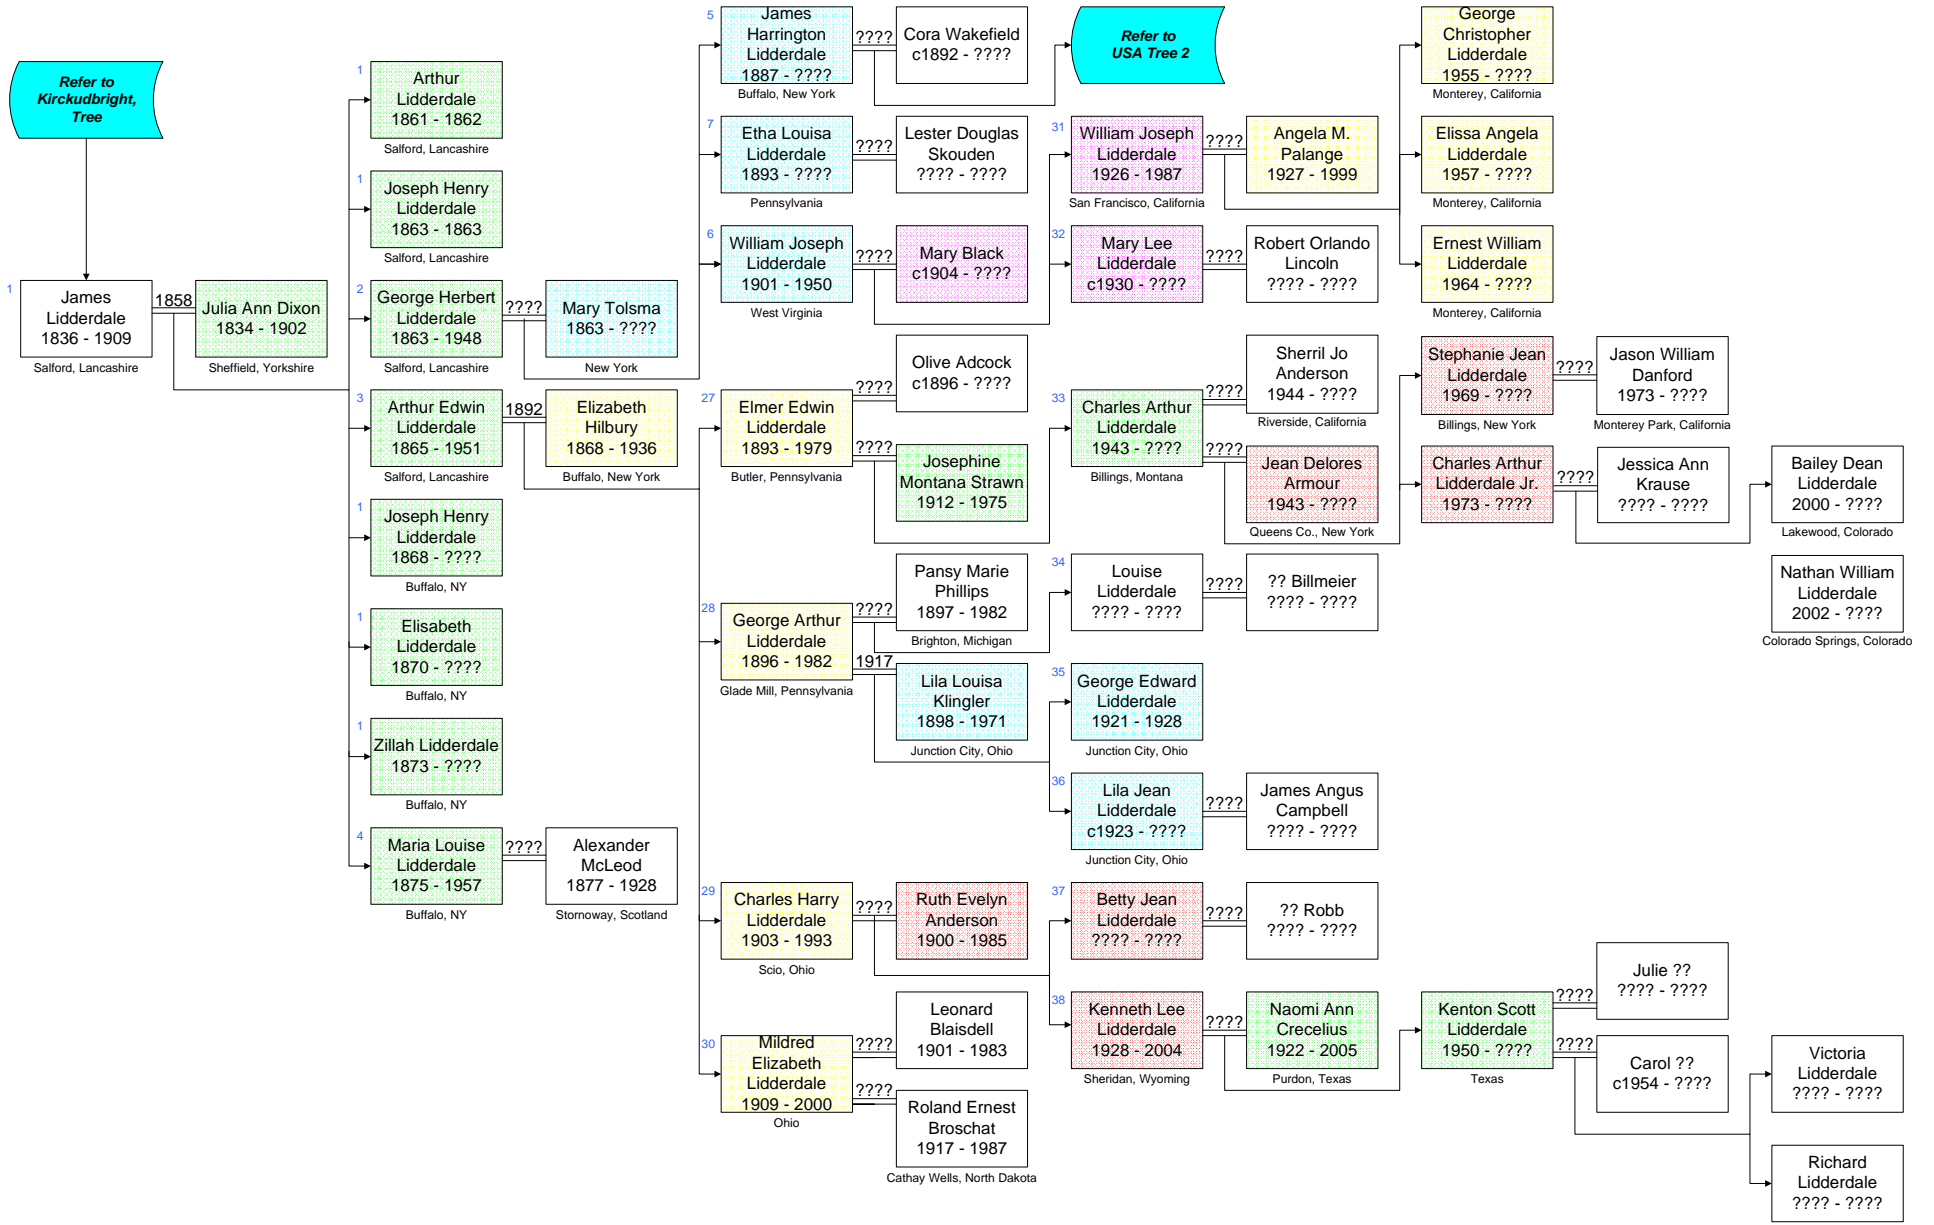 Refer to
Kirckudbright,
Tree
1
James
Lidderdale
1836 - 1909
Salford, Lancashire
1858
Julia Ann Dixon
1834 - 1902
Sheffield, Yorkshire
1
Arthur
Lidderdale
1861 - 1862
Salford, Lancashire
1
Joseph Henry
Lidderdale
1863 - 1863
Salford, Lancashire
2
George Herbert
Lidderdale
1863 - 1948
Salford, Lancashire
????
Mary Tolsma
1863 - ????
New York
3
Arthur Edwin
Lidderdale
1865 - 1951
Salford, Lancashire
1892
Elizabeth
Hilbury
1868 - 1936
Buffalo, New York
1
Joseph Henry
Lidderdale
1868 - ????
Buffalo, NY
1
Elisabeth
Lidderdale
1870 - ????
Buffalo, NY
1
Zillah Lidderdale
1873 - ????
Buffalo, NY
4
Maria Louise
Lidderdale
1875 - 1957
Buffalo, NY
????
Alexander
McLeod
1877 - 1928
Stornoway, Scotland
5
James
Harrington
Lidderdale
1887 - ????
Buffalo, New York
????
Cora Wakefield
c1892 - ????
Refer to
USA Tree 2
7
Etha Louisa
Lidderdale
1893 - ????
Pennsylvania
????
Lester Douglas
Skouden
???? - ????
6
William Joseph
Lidderdale
1901 - 1950
West Virginia
????
Mary Black
c1904 - ????
31
William Joseph
Lidderdale
1926 - 1987
San Francisco, California
????
Angela M.
Palange
1927 - 1999
32
Mary Lee
Lidderdale
c1930 - ????
????
Robert Orlando
Lincoln
???? - ????
George
Christopher
Lidderdale
1955 - ????
Monterey, California
Elissa Angela
Lidderdale
1957 - ????
Monterey, California
Ernest William
Lidderdale
1964 - ????
Monterey, California
27
Elmer Edwin
Lidderdale
1893 - 1979
Butler, Pennsylvania
????
Olive Adcock
c1896 - ????
????
Josephine
Montana Strawn
1912 - 1975
33
Charles Arthur
Lidderdale
1943 - ????
Billings, Montana
????
Sherril Jo
Anderson
1944 - ????
Riverside, California
????
Jean Delores
Armour
1943 - ????
Queens Co., New York
Stephanie Jean
Lidderdale
1969 - ????
Billings, New York
????
Jason William
Danford
1973 - ????
Monterey Park, California
Charles Arthur
Lidderdale Jr.
1973 - ????
????
Jessica Ann
Krause
???? - ????
Bailey Dean
Lidderdale
2000 - ????
Lakewood, Colorado
Nathan William
Lidderdale
2002 - ????
Colorado Springs, Colorado
28
George Arthur
Lidderdale
1896 - 1982
Glade Mill, Pennsylvania
????
Pansy Marie
Phillips
1897 - 1982
Brighton, Michigan
1917
Lila Louisa
Klingler
1898 - 1971
Junction City, Ohio
34
Louise
Lidderdale
???? - ????
????
?? Billmeier
???? - ????
35
George Edward
Lidderdale
1921 - 1928
Junction City, Ohio
36
Lila Jean
Lidderdale
c1923 - ????
Junction City, Ohio
????
James Angus
Campbell
???? - ????
29
Charles Harry
Lidderdale
1903 - 1993
Scio, Ohio
????
Ruth Evelyn
Anderson
1900 - 1985
37
Betty Jean
Lidderdale
???? - ????
????
?? Robb
???? - ????
38
Kenneth Lee
Lidderdale
1928 - 2004
Sheridan, Wyoming
????
Naomi Ann
Crecelius
1922 - 2005
Purdon, Texas
Kenton Scott
Lidderdale
1950 - ????
Texas
????
Julie ??
???? - ????
????
Carol ??
c1954 - ????
Victoria
Lidderdale
???? - ????
Richard
Lidderdale
???? - ????
30
Mildred
Elizabeth
Lidderdale
1909 - 2000
Ohio
????
Leonard
Blaisdell
1901 - 1983
????
Roland Ernest
Broschat
1917 - 1987
Cathay Wells, North Dakota